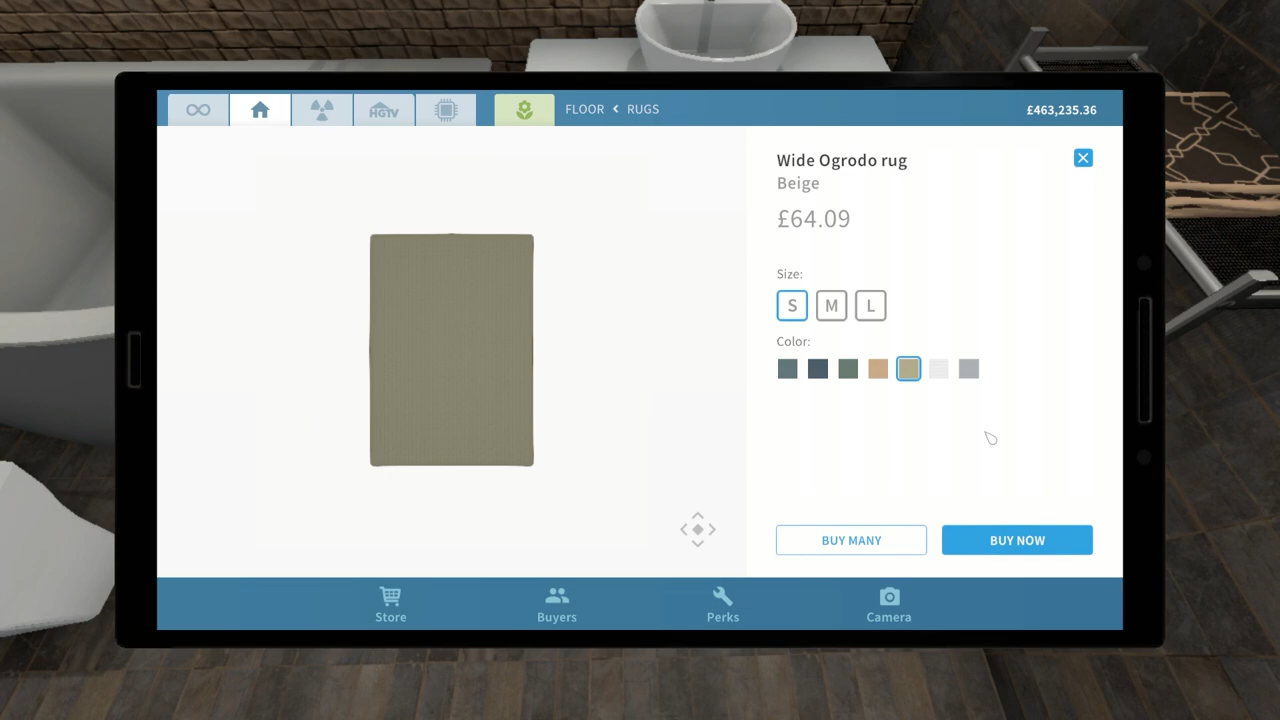 HGTV
FLOOR < RUGS
£463,235.36
Wide Ogrodo rug
Beige
£64.09
Size:
S M L
Color:
BUY MANY
BUY NOW
Store
Buyers
Perks
Camera